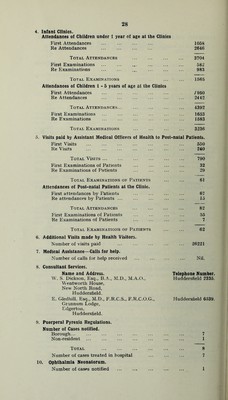 28
4. Infant Clinics.
Attendances of Children under 1 year of age at the Clinics
First Attendances ... 1058
Re Attendances ... 2646
Total Attendances ... 3704
First Examinations ... 582
Re Examinations ... 983
Total Examinations ... 1565
Attendances of Children 1 - 5 years of age at the Clinics
First Attendances ... 1960
Re Attendances ... 2447
Total Attendances ... 4397
First Examinations ... 1653
Re Examinations ... 1583
Total Examinations ... 3236
5. Visits paid by Assistant Medical Officers of Health to Post-natal Patients.
First Visits ... 550
Re Visits ... 240
Total Visits ... 790
First Examinations of Patients ... 32
Re Examinations of Patients ... 29
Total Examinations of Patients ... 61
Attendances of Post-natal Patients at the Clinic.
First attendances by Patients ... 67
Re attendances by Patients ... 15
Total Attendances ... 82
First Examinations of Patients ... 55
Re Examinations of Patients ... 7
Total Examinations of Patients ... 62
6. Additional Visits made by Health Visitors.
Number of visits paid ... 26221
7. Medical Assistance—Calls for help.
Number of calls for help received ... Nil.
8. Consultant Services.
Name and Address. Telephone Number.
W. S. Dickson, Esq., B.S., M.D., M.A.O., Huddersfield 2335.
Wentworth House,
New North Road,
Huddersfield.
E. Gledhill, Esq., M.D., F.R.C.S., F.R.C.O.G., Huddersfield 6459.
Grannum Lodge,
Edgerton,
Huddersfield.
9. Puerperal Pyrexia Regulations.
Number of Cases notified.
Borough ... 7
Non-resident ... 1
Total ... 8
Number of cases treated in hospital ... 7
10. Ophthalmia Neonatorum.
Number of cases notified ... 1